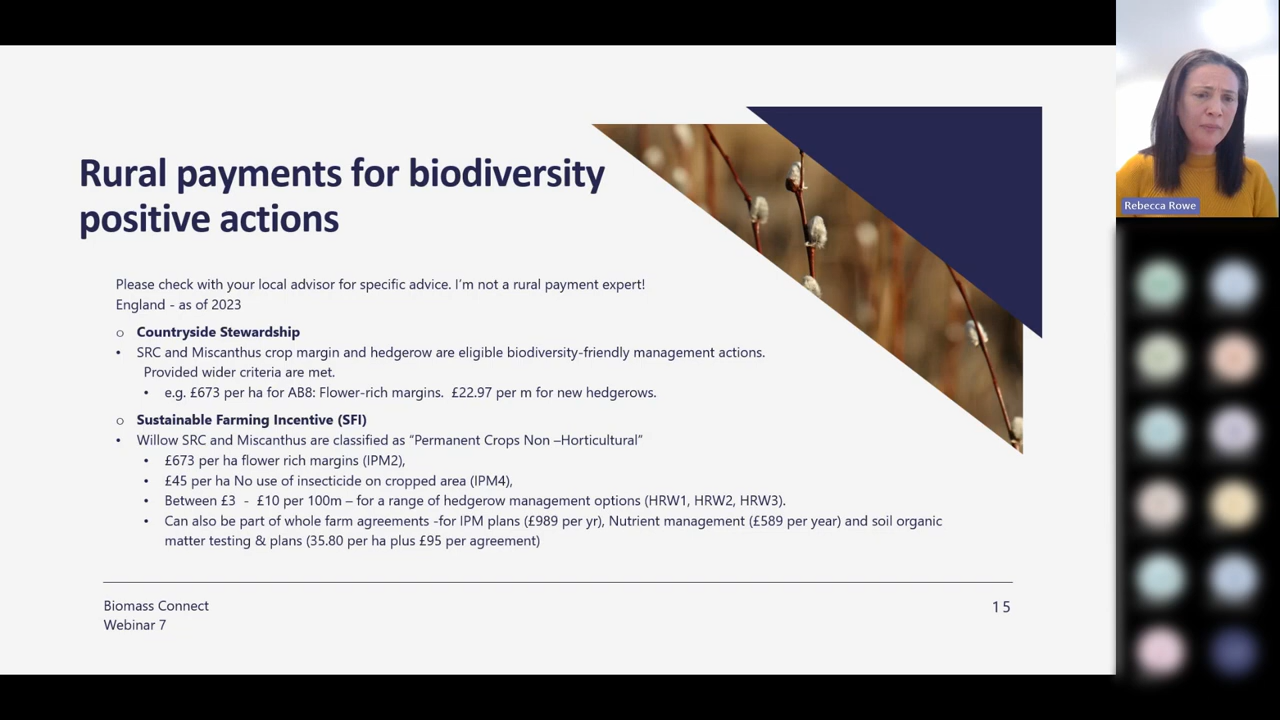 Rural payments for biodiversity
positive actions
Please check with your local advisor for specific advice. I'm not a rural payment expert!
England - as of 2023
o Countryside Stewardship
• SRC and Miscanthus crop margin and hedgerow are eligible biodiversity-friendly management actions.
Provided wider criteria are met.
• e.g. £673 per ha for AB8: Flower-rich margins. £22.97 per m for new hedgerows.
o Sustainable Farming Incentive (SFI)
• Willow SRC and Miscanthus are classified as “Permanent Crops Non –Horticultural”
• £673 per ha flower rich margins (IPM2),
• £45 per ha No use of insecticide on cropped area (IPM4),
• Between £3 - £10 per 100m – for a range of hedgerow management options (HRW1, HRW2, HRW3).
• Can also be part of whole farm agreements -for IPM plans (£989 per yr), Nutrient management (£589 per year) and soil organic
matter testing & plans (35.80 per ha plus £95 per agreement)
Biomass Connect
Webinar 7
15
Rebecca Rowe